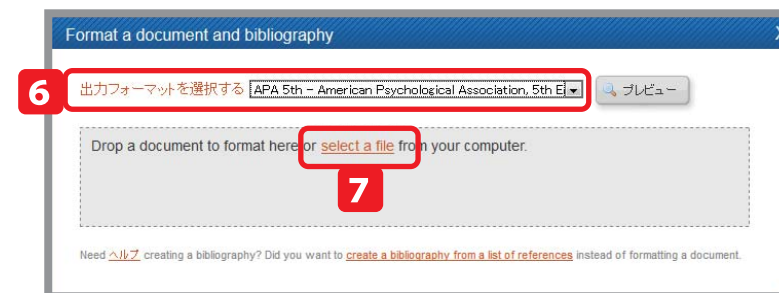 Format a document and bibliography X
6 出力フォーマットを選択する APA 5th - American Psychological Association, 5th E プレビュー
Drop a document to format here or select a file from your computer.
7
Need ヘルプ creating a bibliography? Did you want to create a bibliography from a list of references instead of formatting a document.